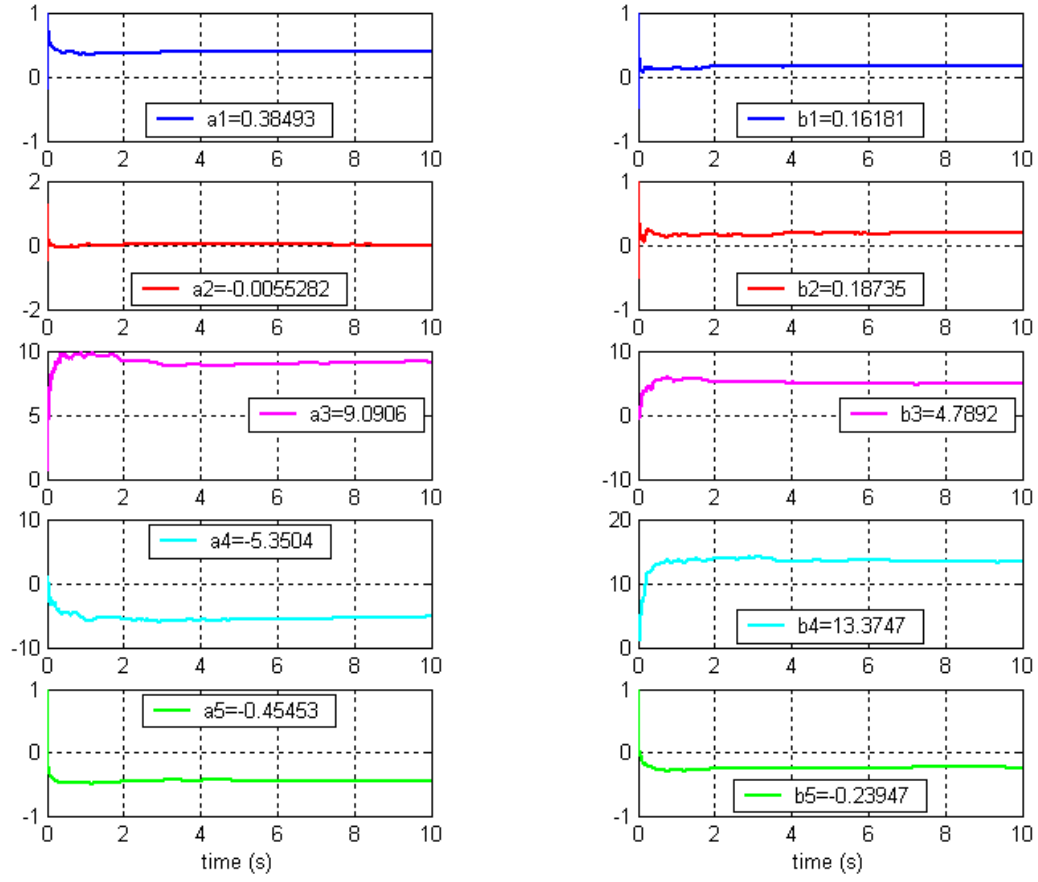 1
0
-1
a1=0.38493
0 2 4 6 8 10
1
0
-1
b1=0.16181
0 2 4 6 8 10
2
0
-2
a2=-0.0055282
0 2 4 6 8 10
1
0
-1
b2=0.18735
0 2 4 6 8 10
10
5
0
a3=9.0906
0 2 4 6 8 10
10
0
-10
b3=4.7892
0 2 4 6 8 10
10
0
-10
a4=-5.3504
0 2 4 6 8 10
20
10
0
b4=13.3747
0 2 4 6 8 10
1
0
-1
a5=-0.45453
0 2 4 6 8 10
time (s)
1
0
-1
b5=-0.23947
0 2 4 6 8 10
time (s)